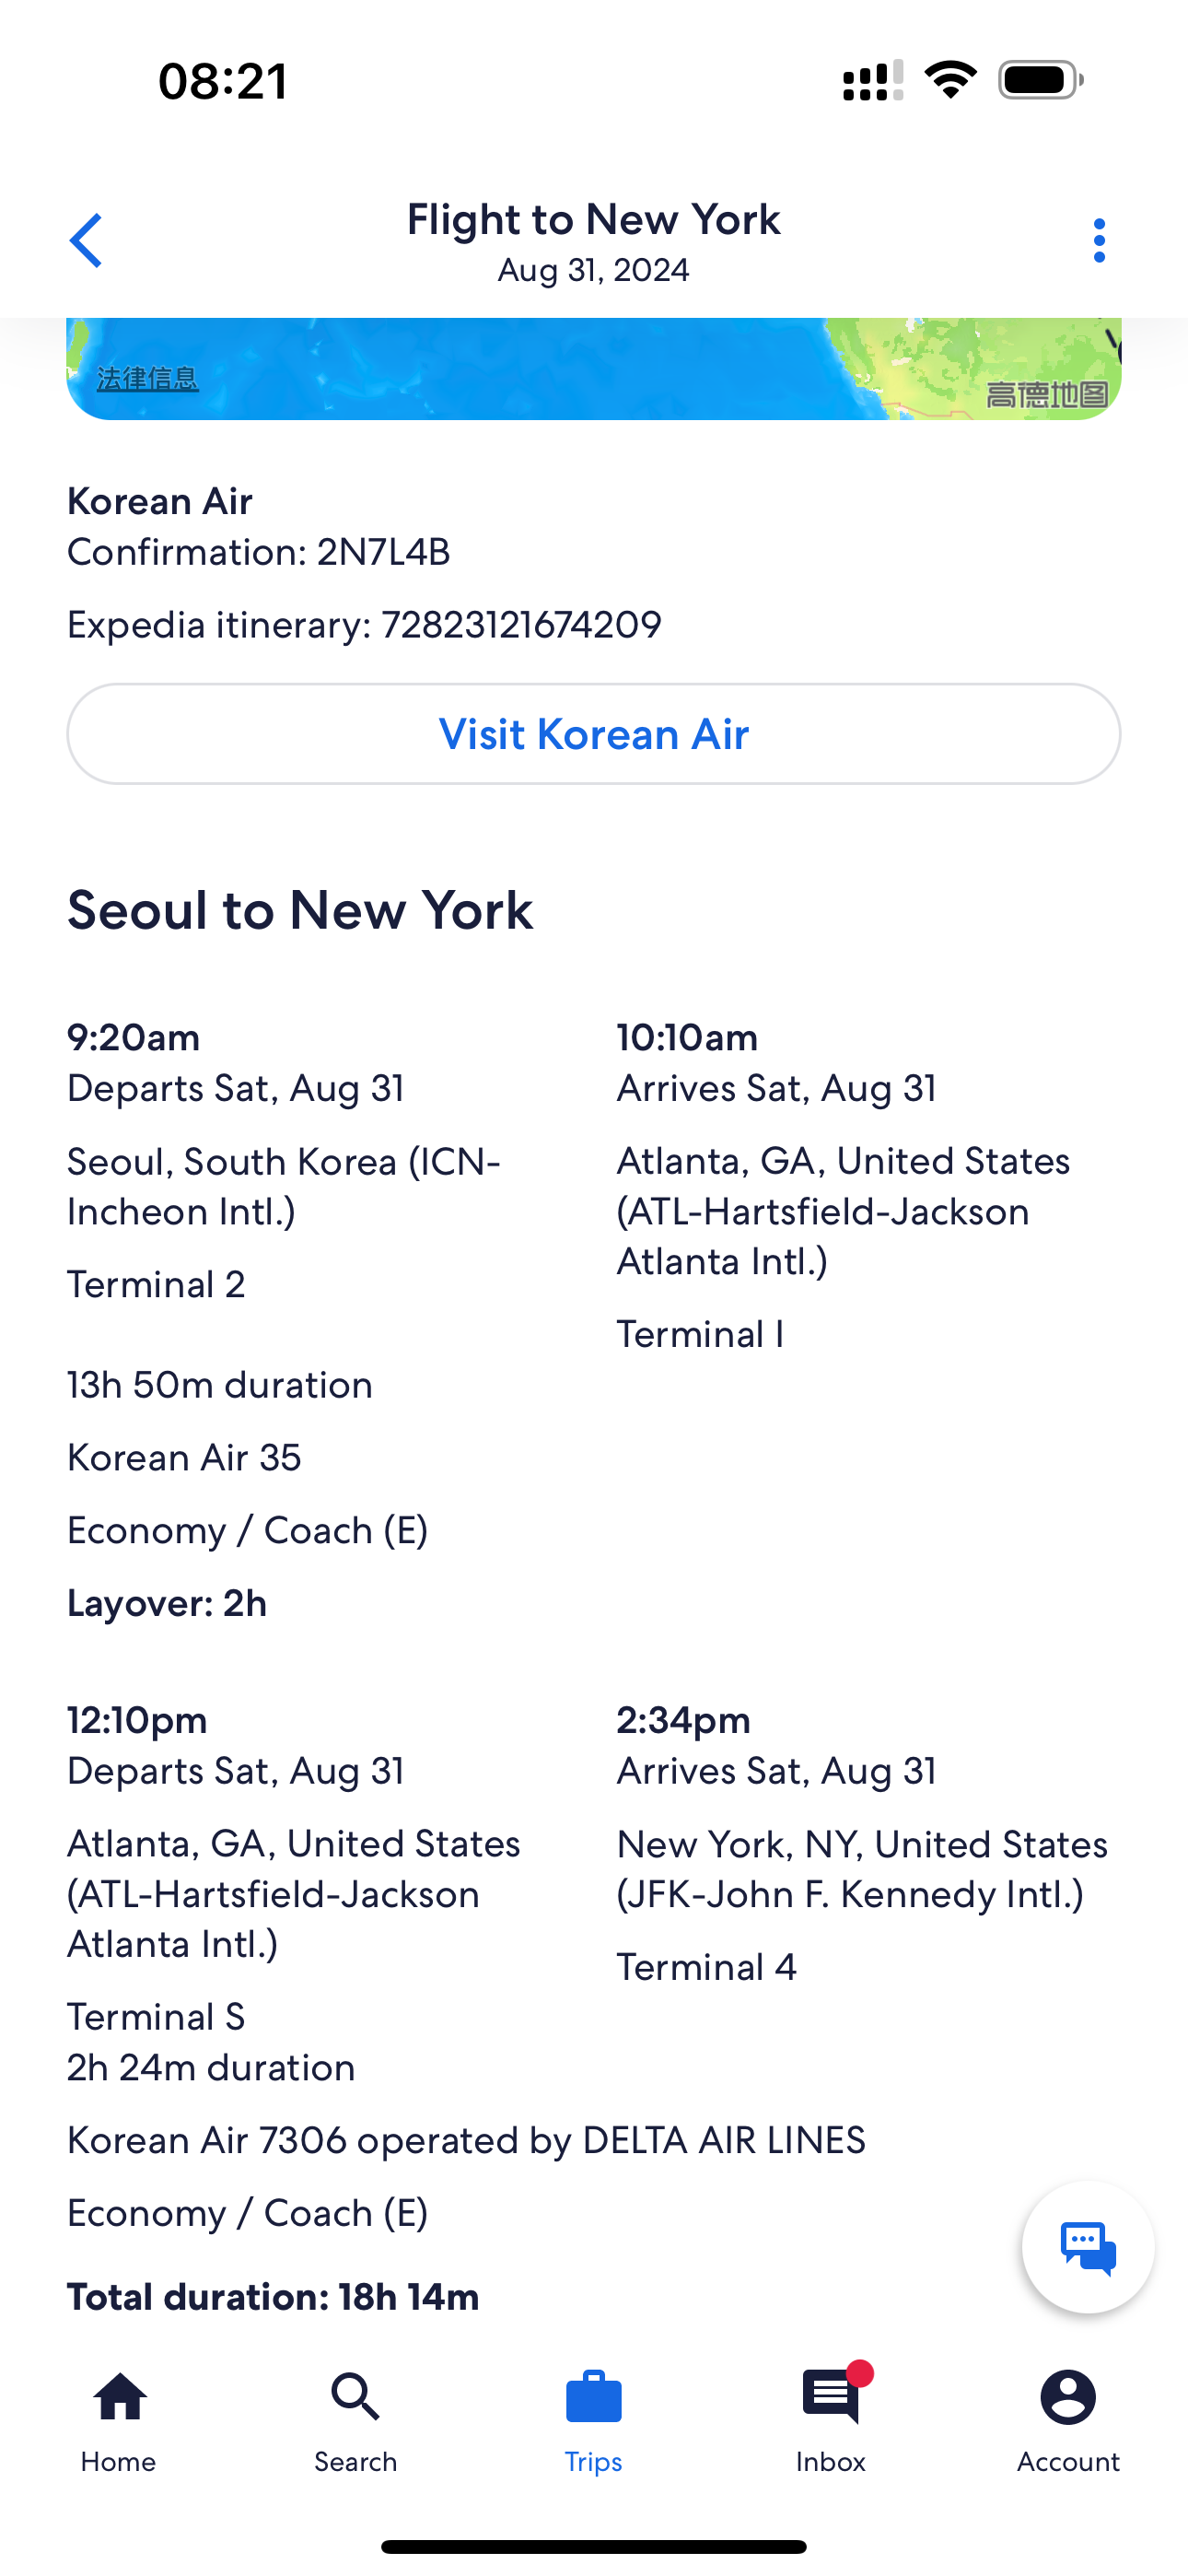 08:21
Flight to New York
Aug 31, 2024
法律信息
高德地图
Korean Air
Confirmation: 2N7L4B
Expedia itinerary: 72823121674209
Visit Korean Air
Seoul to New York
9:20am
Departs Sat, Aug 31
Seoul, South Korea (ICN-
Incheon Intl.)
Terminal 2
10:10am
Arrives Sat, Aug 31
Atlanta, GA, United States
(ATL-Hartsfield-Jackson
Atlanta Intl.)
Terminal I
13h 50m duration
Korean Air 35
Economy / Coach (E)
Layover: 2h
12:10pm
Departs Sat, Aug 31
Atlanta, GA, United States
(ATL-Hartsfield-Jackson
Atlanta Intl.)
Terminal S
2:34pm
Arrives Sat, Aug 31
New York, NY, United States
(JFK-John F. Kennedy Intl.)
Terminal 4
2h 24m duration
Korean Air 7306 operated by DELTA AIR LINES
Economy / Coach (E)
Total duration: 18h 14m
Home
Search
Trips
Inbox
Account